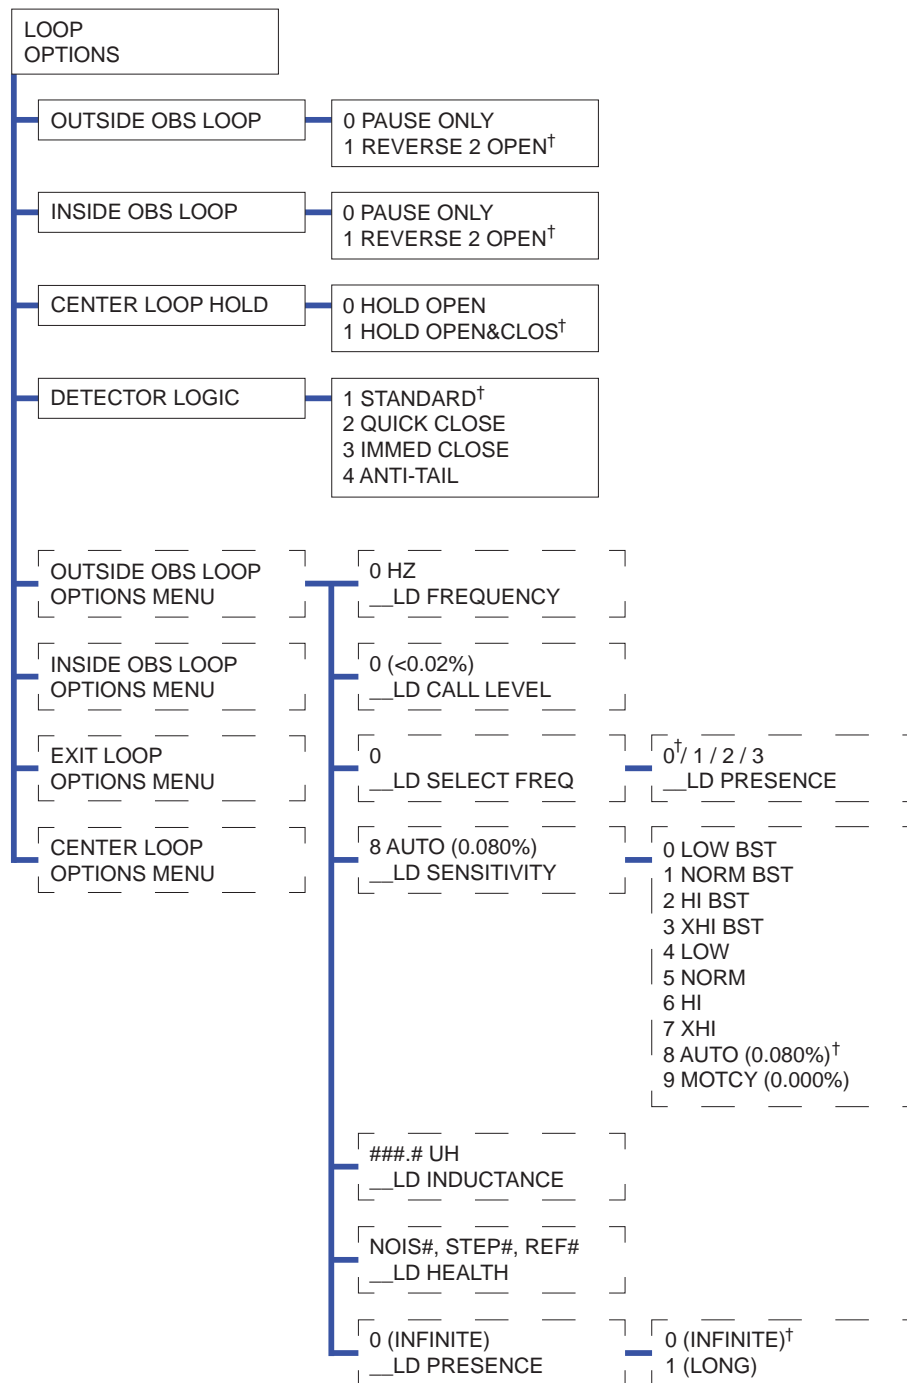 LOOP
OPTIONS
OUTSIDE OBS LOOP
0 PAUSE ONLY
1 REVERSE 2 OPEN†
INSIDE OBS LOOP
0 PAUSE ONLY
1 REVERSE 2 OPEN†
CENTER LOOP HOLD
0 HOLD OPEN
1 HOLD OPEN&CLOS†
DETECTOR LOGIC
1 STANDARD†
2 QUICK CLOSE
3 IMMED CLOSE
4 ANTI-TAIL
OUTSIDE OBS LOOP
OPTIONS MENU
0 HZ
__LD FREQUENCY
INSIDE OBS LOOP
OPTIONS MENU
0 (<0.02%)
__LD CALL LEVEL
EXIT LOOP
OPTIONS MENU
0
__LD SELECT FREQ
0†/ 1 / 2 / 3
__LD PRESENCE
CENTER LOOP
OPTIONS MENU
8 AUTO (0.080%)
__LD SENSITIVITY
0 LOW BST
1 NORM BST
2 HI BST
3 XHI BST
4 LOW
5 NORM
6 HI
7 XHI
8 AUTO (0.080%)†
9 MOTCY (0.000%)
###.# UH
__LD INDUCTANCE
NOIS#, STEP#, REF#
__LD HEALTH
0 (INFINITE)
__LD PRESENCE
0 (INFINITE)†
1 (LONG)